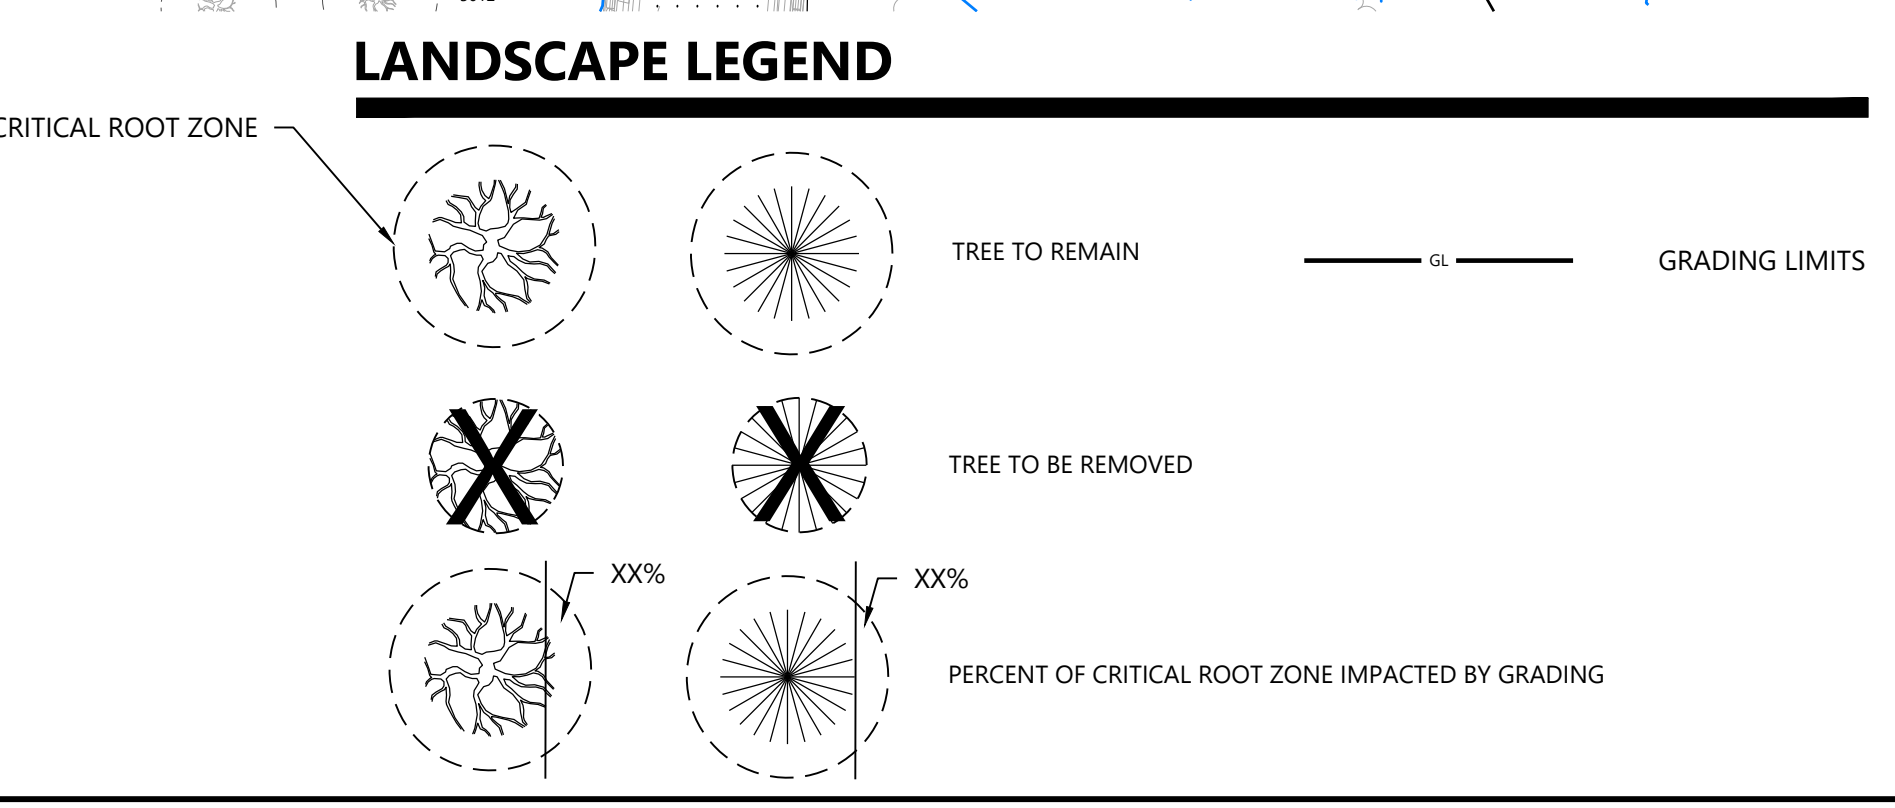 LANDSCAPE LEGEND
CRITICAL ROOT ZONE
TREE TO REMAIN
GL
GRADING LIMITS
TREE TO BE REMOVED
XX%
XX%
PERCENT OF CRITICAL ROOT ZONE IMPACTED BY GRADING